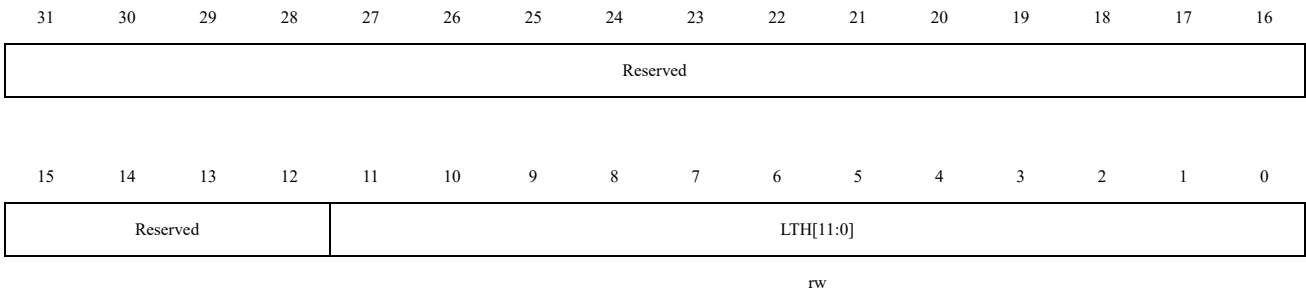 31 30 29 28 27 26 25 24 23 22 21 20 19 18 17 16
Reserved
15 14 13 12 11 10 9 8 7 6 5 4 3 2 1 0
Reserved LTH[11:0]
rw